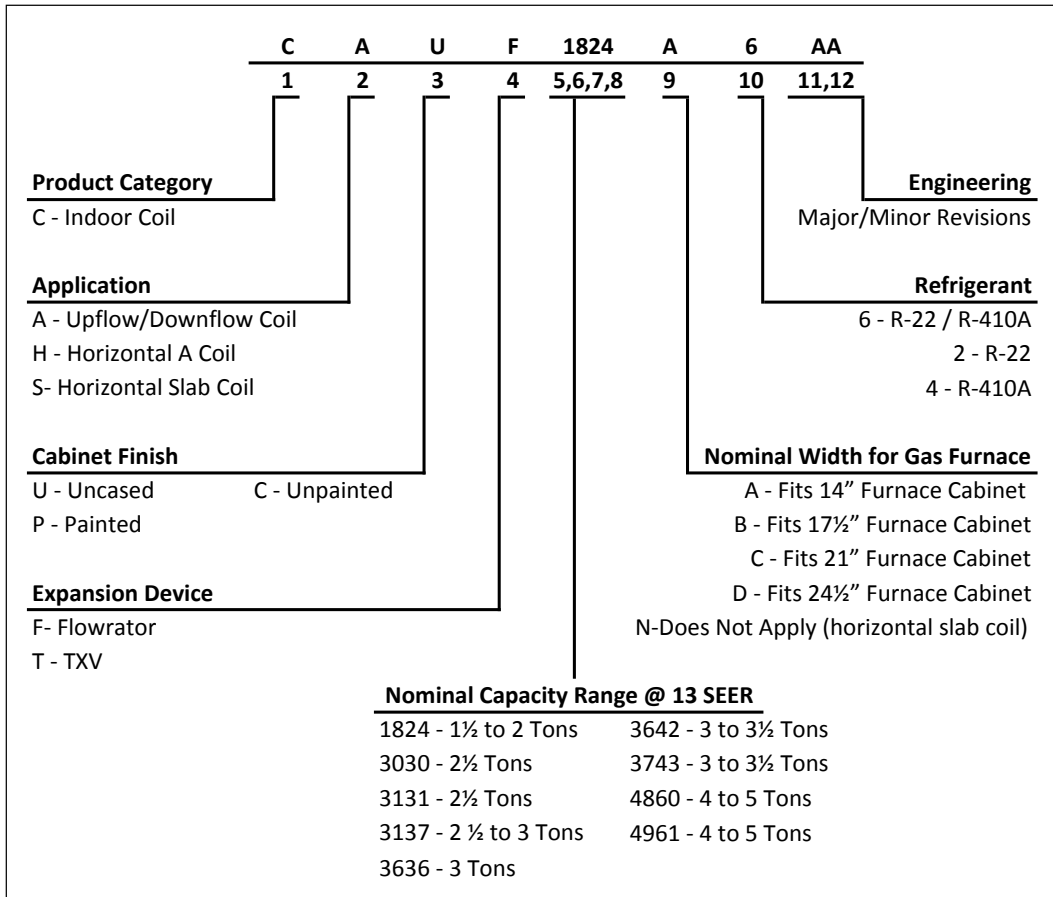 C A U F 1824 A 6 AA
1 2 3 4 5,6,7,8 9 10 11,12
Product Category
C - Indoor Coil
Application
A - Upflow/Downflow Coil
H - Horizontal A Coil
S- Horizontal Slab Coil
Cabinet Finish
U - Uncased C - Unpainted
P - Painted
Expansion Device
F- Flowrator
T - TXV
Engineering
Major/Minor Revisions
Refrigerant
6 - R-22 / R-410A
2 - R-22
4 - R-410A
Nominal Width for Gas Furnace
A - Fits 14” Furnace Cabinet
B - Fits 17½” Furnace Cabinet
C - Fits 21” Furnace Cabinet
D - Fits 24½” Furnace Cabinet
N-Does Not Apply (horizontal slab coil)
Nominal Capacity Range @ 13 SEER
1824 - 1½ to 2 Tons
3030 - 2½ Tons
3131 - 2½ Tons
3137 - 2 ½ to 3 Tons
3636 - 3 Tons
3642 - 3 to 3½ Tons
3743 - 3 to 3½ Tons
4860 - 4 to 5 Tons
4961 - 4 to 5 Tons